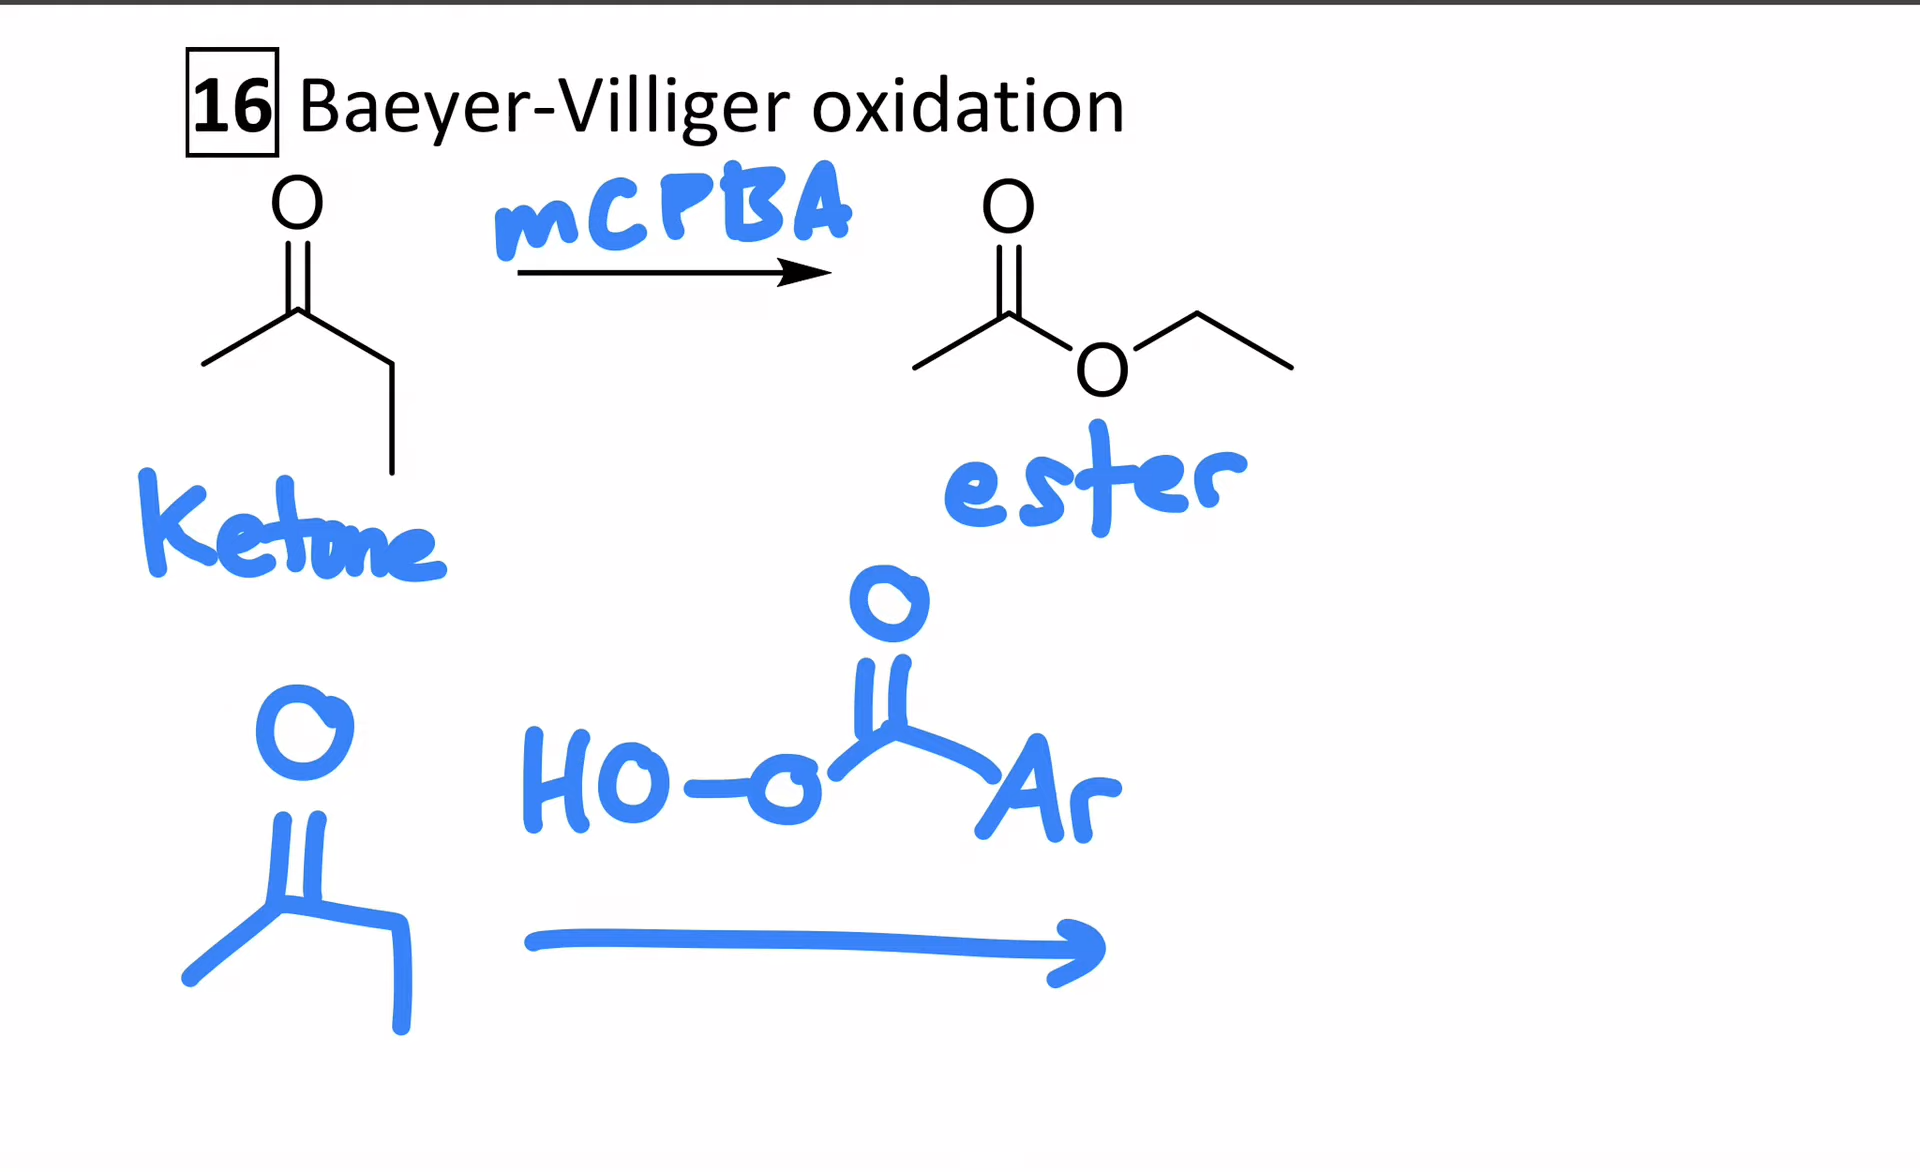 16 Baeyer-Villiger oxidation
mCPBA
O
O
O
Ketone
ester
O
O
HO-O
Ar